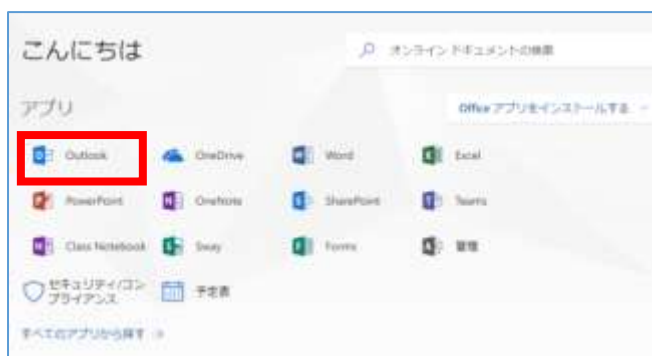 こんにちは
オンライン ドキュメントの検索
アプリ
Office アプリをインストールする
Outlook OneDrive Word Excel
PowerPoint OneNote SharePoint Teams
Class Notebook Sway Forms 管理
セキュリティ/コン
プライアンス 予定表
すべてのアプリから探す →